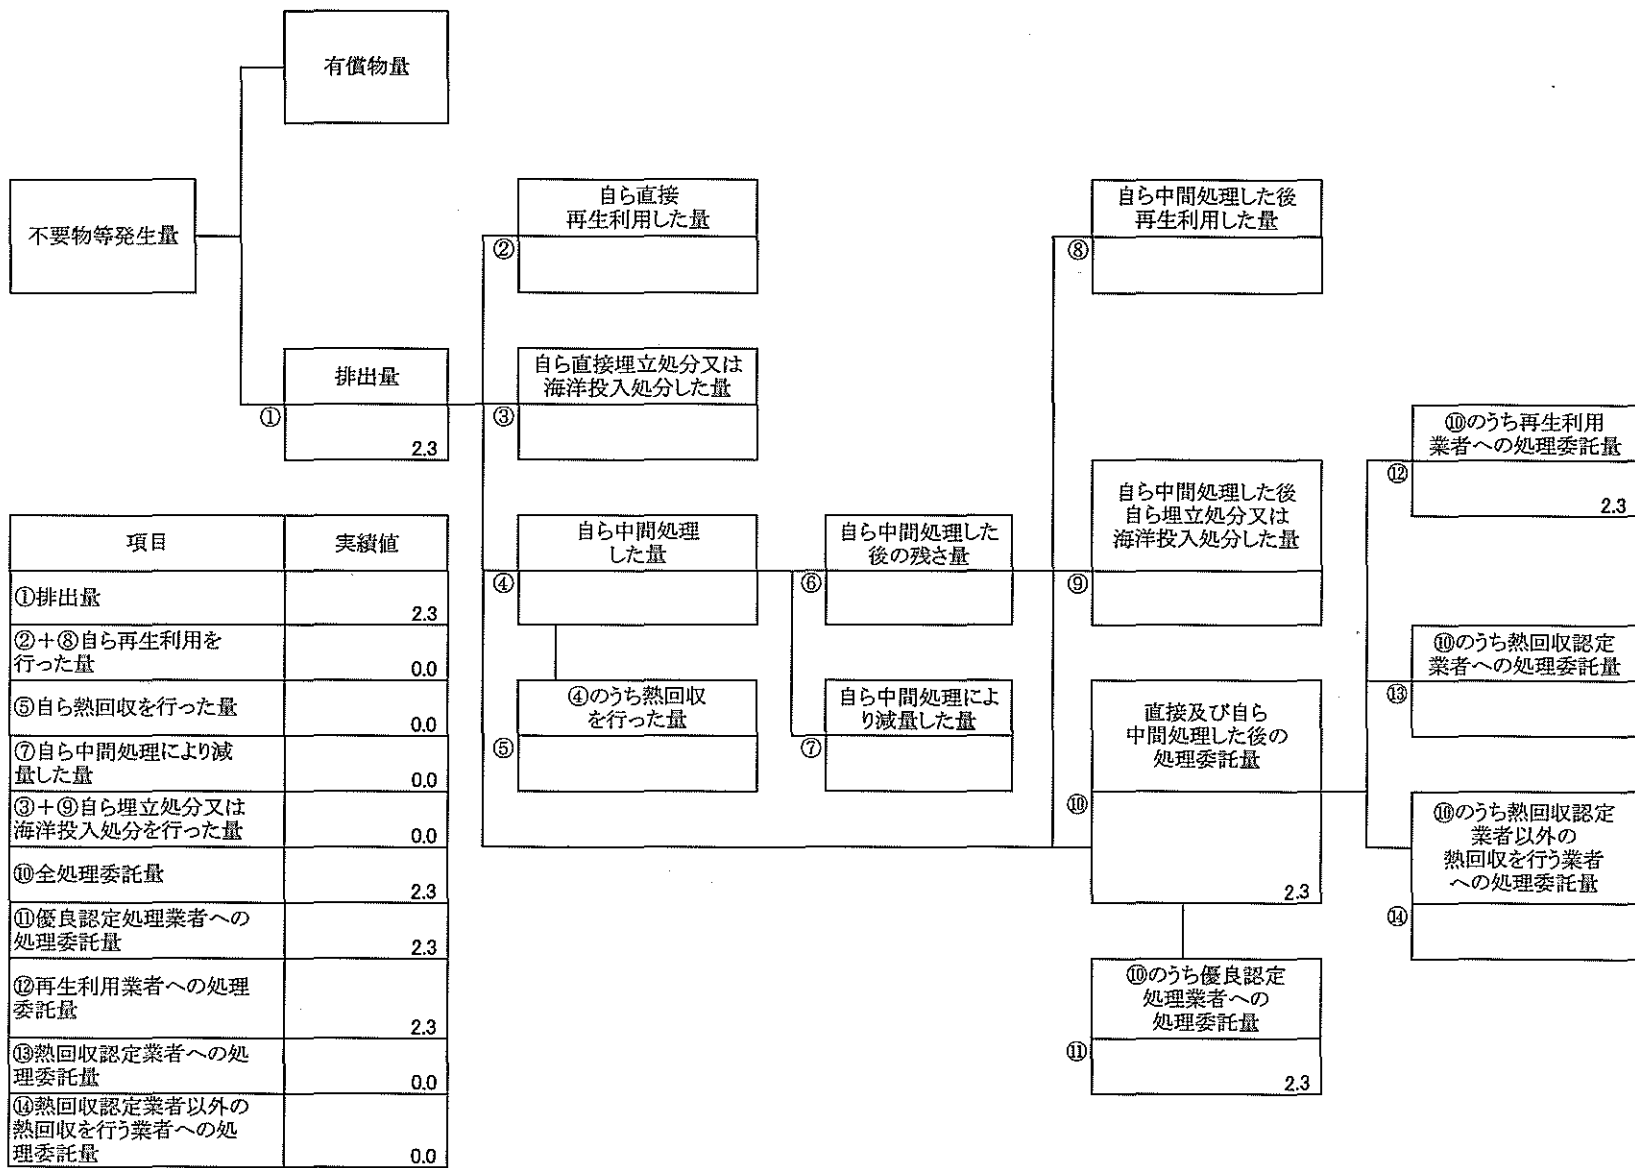 有償物量
不要物等発生量
排出量
①
2.3
自ら直接
再生利用した量
②
自ら直接埋立処分又は
海洋投入処分した量
③
自ら中間処理
した量
④
④のうち熱回収
を行った量
⑤
自ら中間処理した
後の残さ量
⑥
自ら中間処理によ
り減量した量
⑦
自ら中間処理した後
再生利用した量
⑧
自ら中間処理した後
自ら埋立処分又は
海洋投入処分した量
⑨
直接及び自ら
中間処理した後の
処理委託量
⑩
2.3
⑩のうち優良認定
処理業者への
処理委託量
⑪
2.3
⑩のうち再生利用
業者への処理委託量
⑫
2.3
⑩のうち熱回収認定
業者への処理委託量
⑬
⑩のうち熱回収認定
業者以外の
熱回収を行う業者
への処理委託量
⑭
項目 実績値
①排出量
2.3
②+⑧自ら再生利用を
行った量
0.0
⑤自ら熱回収を行った量
0.0
⑦自ら中間処理により減
量した量
0.0
③+⑨自ら埋立処分又は
海洋投入処分を行った量
0.0
⑩全処理委託量
2.3
⑪優良認定処理業者への
処理委託量
2.3
⑫再生利用業者への処理
委託量
2.3
⑬熱回収認定業者への処
理委託量
0.0
⑭熱回収認定業者以外の
熱回収を行う業者への処
理委託量
0.0